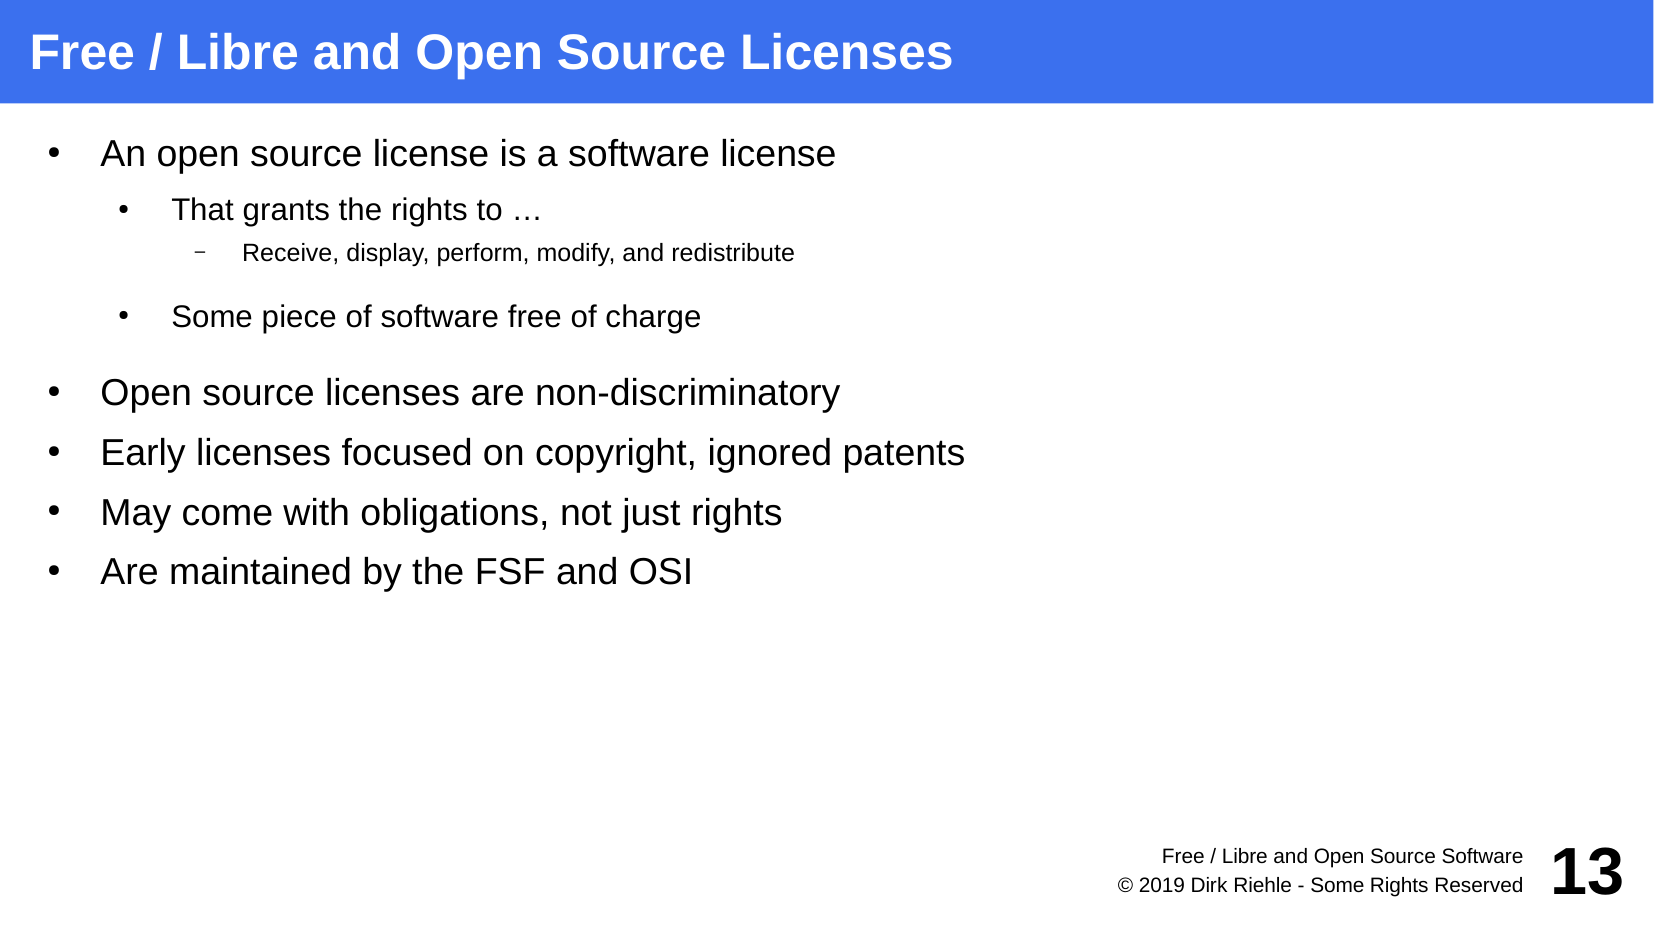 Free / Libre and Open Source Licenses
• An open source license is a software license
• That grants the rights to …
– Receive, display, perform, modify, and redistribute
• Some piece of software free of charge
• Open source licenses are non-discriminatory
• Early licenses focused on copyright, ignored patents
• May come with obligations, not just rights
• Are maintained by the FSF and OSI
Free / Libre and Open Source Software
© 2019 Dirk Riehle - Some Rights Reserved
13